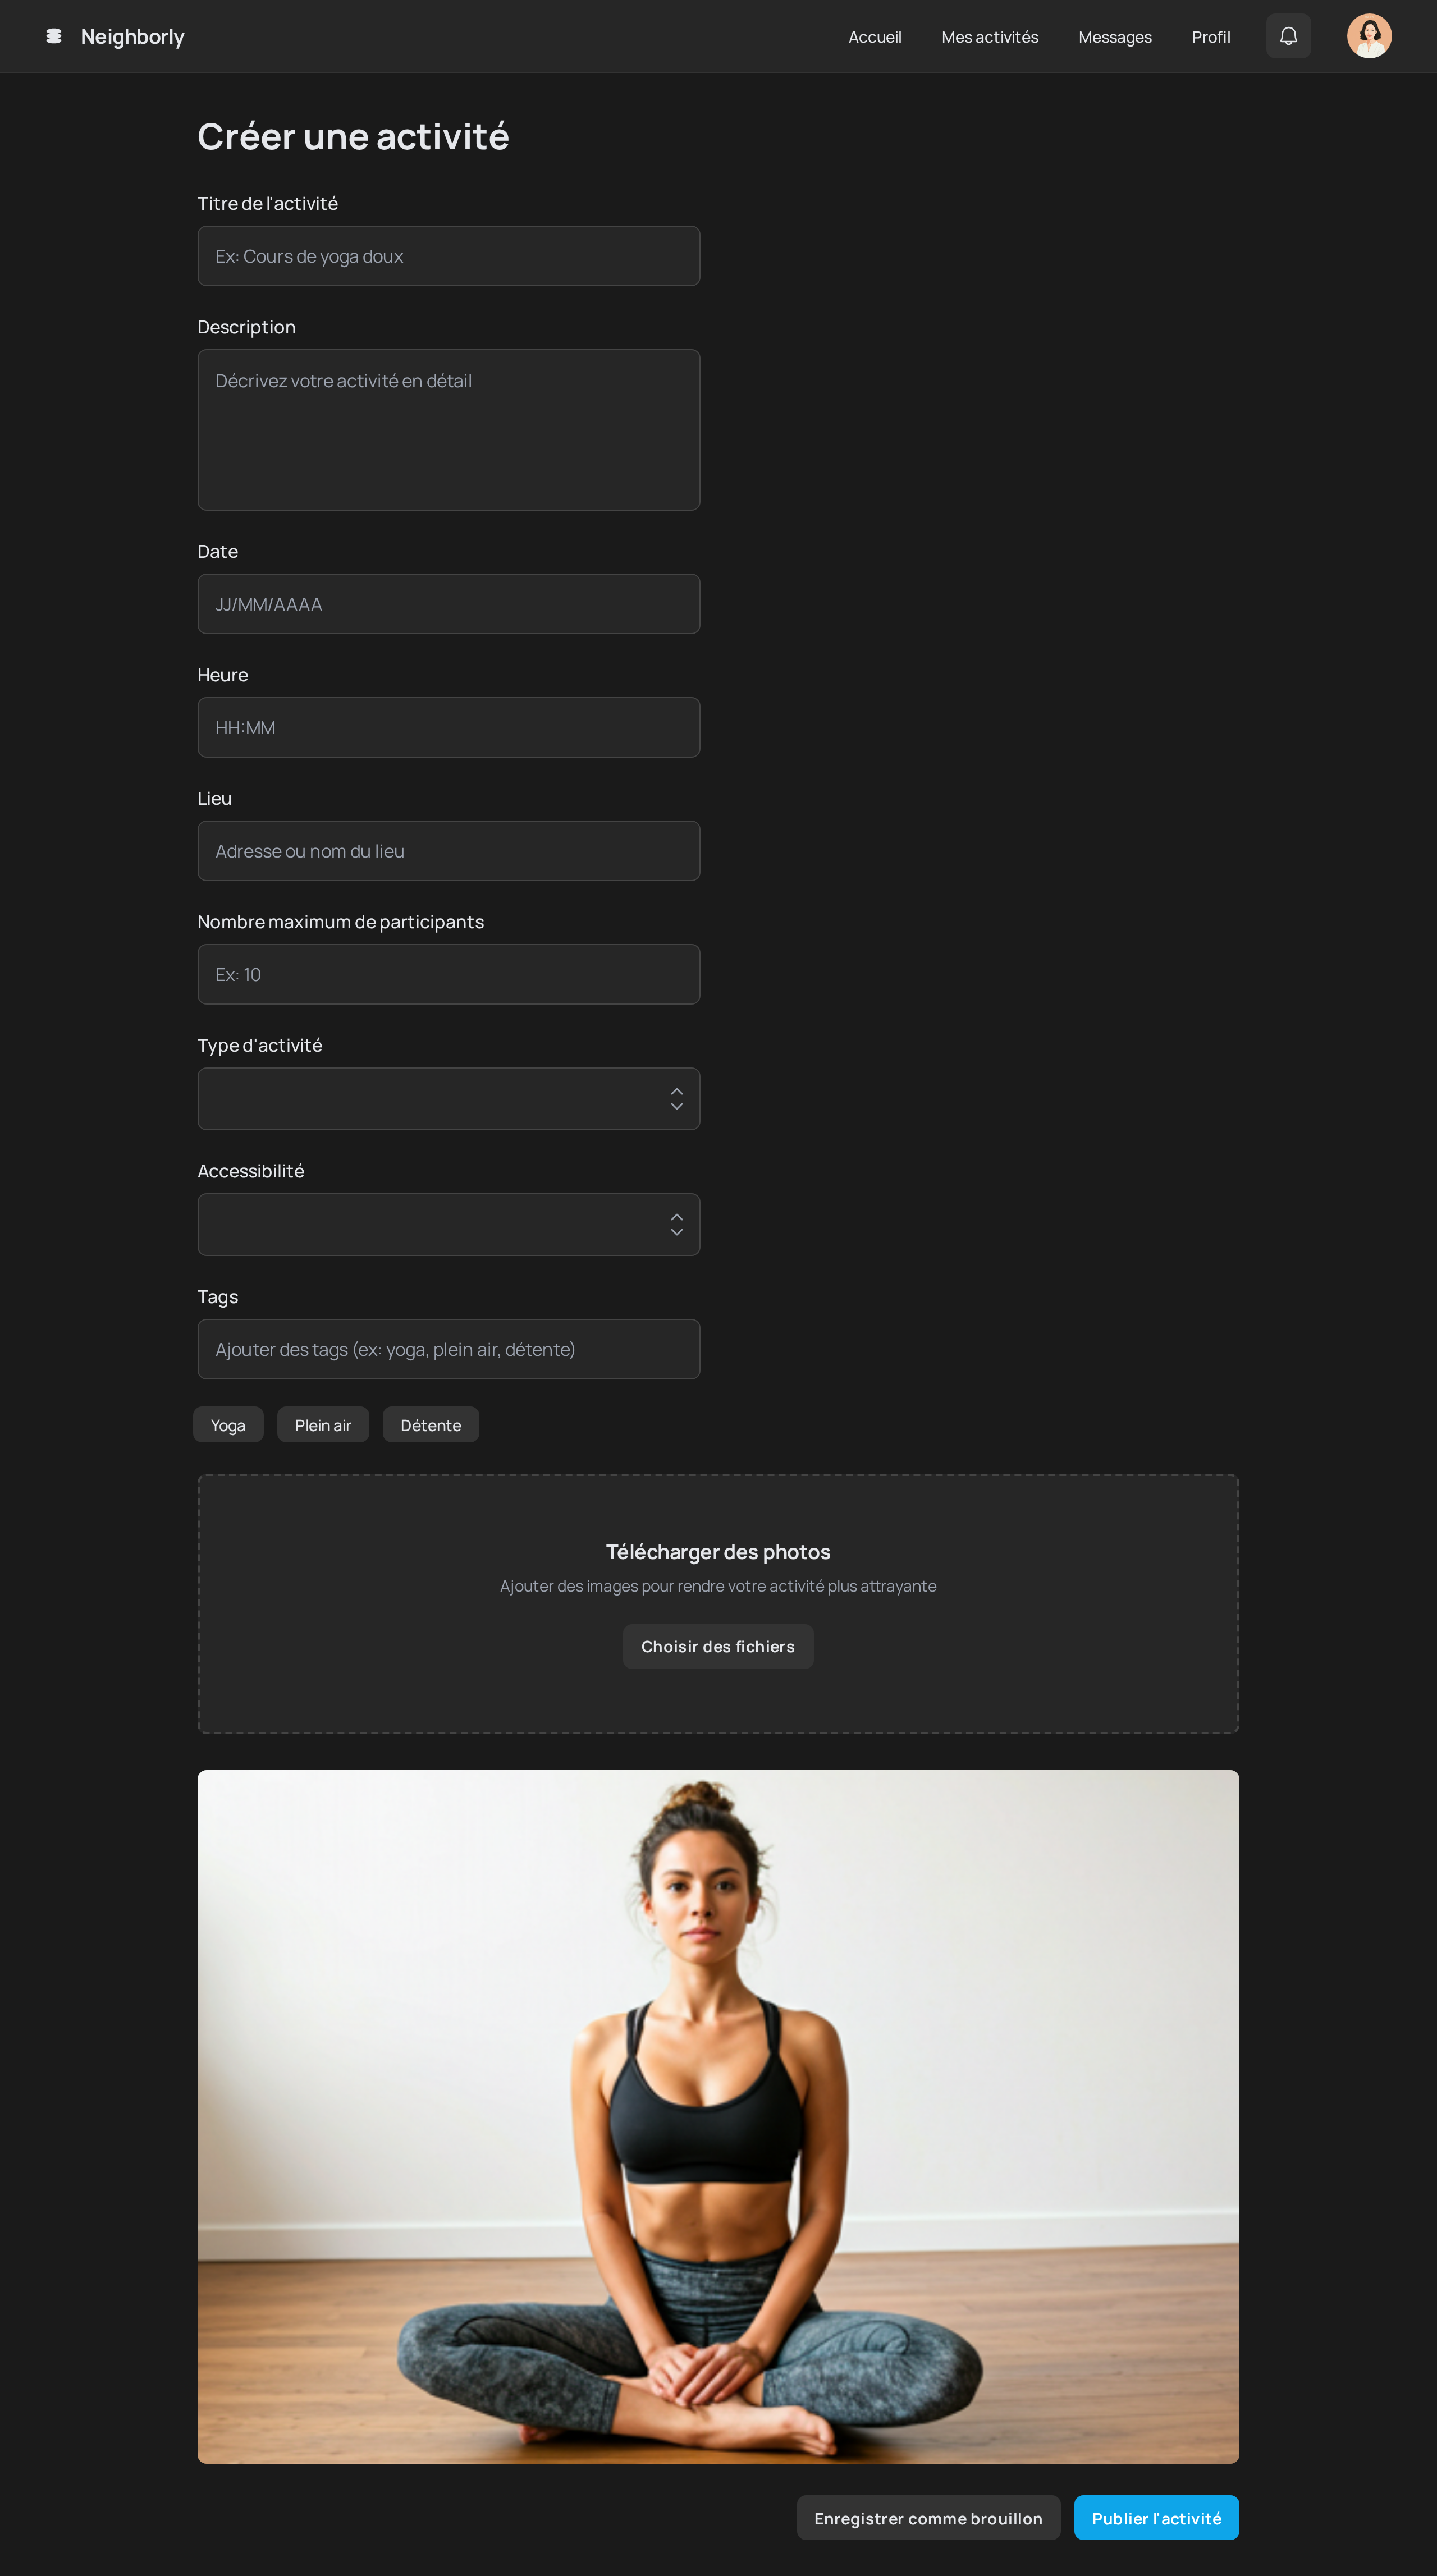 Neighborly
Accueil
Mes activités
Messages
Profil
Créer une activité
Titre de l'activité
Ex: Cours de yoga doux
Description
Décrivez votre activité en détail
Date
JJ/MM/AAAA
Heure
HH:MM
Lieu
Adresse ou nom du lieu
Nombre maximum de participants
Ex: 10
Type d'activité
Accessibilité
Tags
Ajouter des tags (ex: yoga, plein air, détente)
Yoga
Plein air
Détente
Télécharger des photos
Ajouter des images pour rendre votre activité plus attrayante
Choisir des fichiers
Enregistrer comme brouillon
Publier l'activité